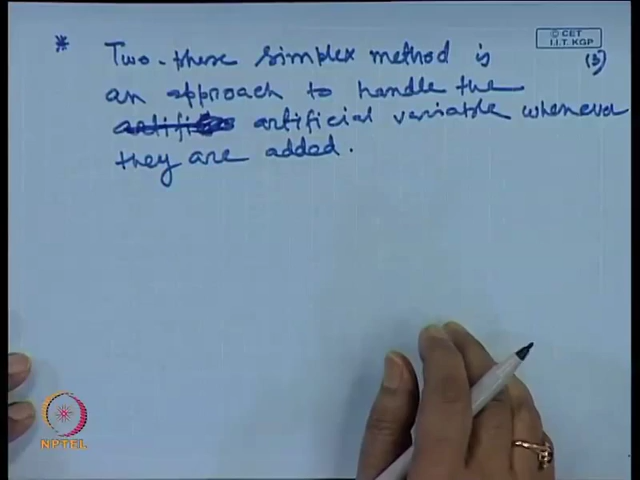 © CET
I.I.T. KGP
* Two-phase simplex method is
(3)
an approach to handle the
artificial variable whenever
they are added.
NPTEL